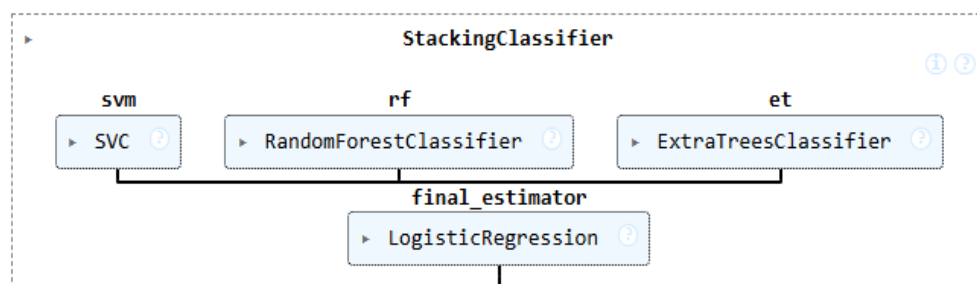 StackingClassifier
svm rf et
SVC RandomForestClassifier ExtraTreesClassifier
final_estimator
LogisticRegression